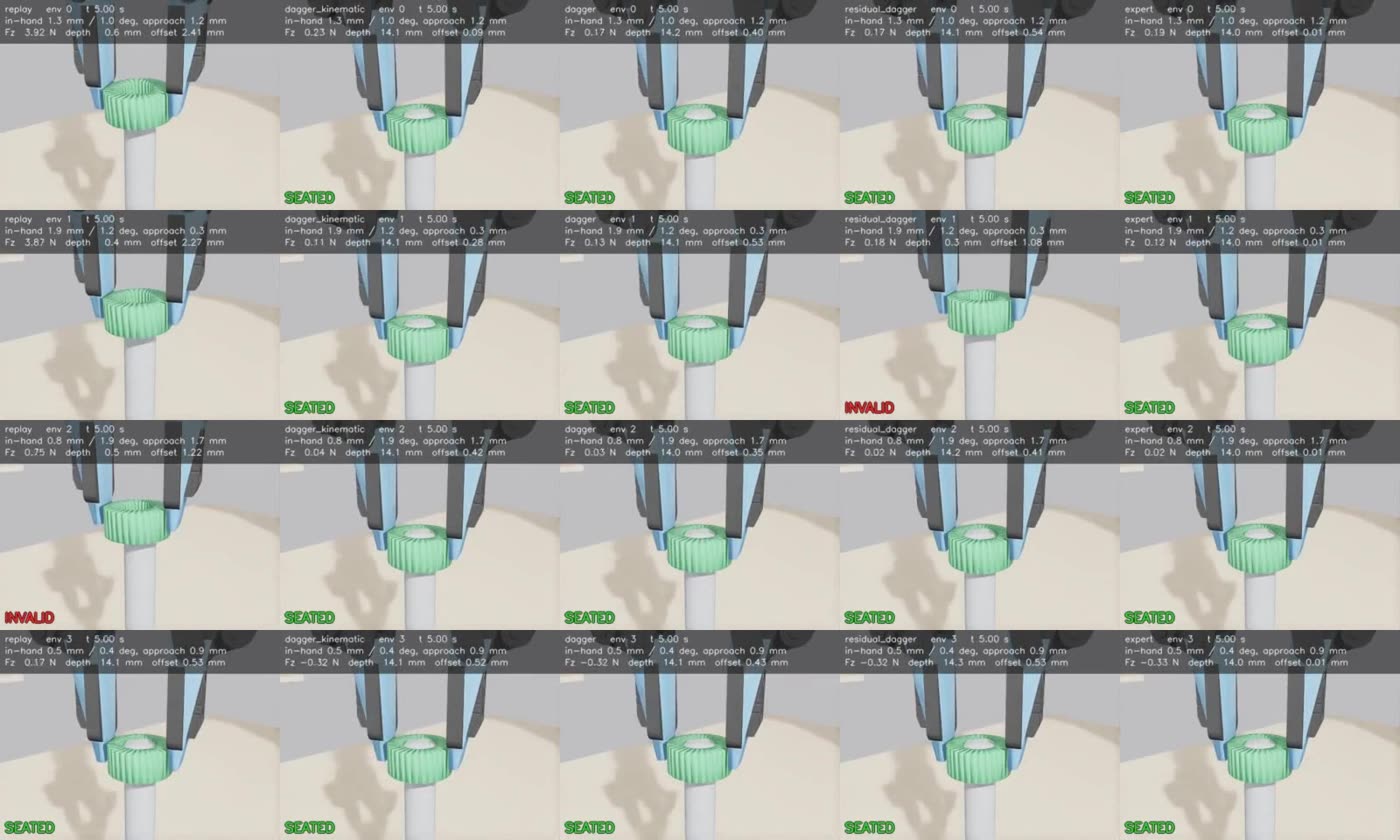 replay env 0 t 5.00 s
in-hand 1.3 mm / 1.0 deg, approach 1.2 mm
Fz 3.92 N depth 0.6 mm offset 2.41 mm
dagger_kinematic env 0 t 5.00 s
in-hand 1.3 mm / 1.0 deg, approach 1.2 mm
Fz 0.23 N depth 14.1 mm offset 0.09 mm
SEATED
dagger env 0 t 5.00 s
in-hand 1.3 mm / 1.0 deg, approach 1.2 mm
Fz 0.17 N depth 14.2 mm offset 0.40 mm
SEATED
residual_dagger env 0 t 5.00 s
in-hand 1.3 mm / 1.0 deg, approach 1.2 mm
Fz 0.17 N depth 14.1 mm offset 0.54 mm
SEATED
expert env 0 t 5.00 s
in-hand 1.3 mm / 1.0 deg, approach 1.2 mm
Fz 0.19 N depth 14.0 mm offset 0.01 mm
SEATED
replay env 1 t 5.00 s
in-hand 1.9 mm / 1.2 deg, approach 0.3 mm
Fz 3.87 N depth 0.4 mm offset 2.27 mm
dagger_kinematic env 1 t 5.00 s
in-hand 1.9 mm / 1.2 deg, approach 0.3 mm
Fz 0.11 N depth 14.1 mm offset 0.28 mm
SEATED
dagger env 1 t 5.00 s
in-hand 1.9 mm / 1.2 deg, approach 0.3 mm
Fz 0.13 N depth 14.1 mm offset 0.53 mm
SEATED
residual_dagger env 1 t 5.00 s
in-hand 1.9 mm / 1.2 deg, approach 0.3 mm
Fz 0.18 N depth 0.3 mm offset 1.08 mm
INVALID
expert env 1 t 5.00 s
in-hand 1.9 mm / 1.2 deg, approach 0.3 mm
Fz 0.12 N depth 14.0 mm offset 0.01 mm
SEATED
replay env 2 t 5.00 s
in-hand 0.8 mm / 1.9 deg, approach 1.7 mm
Fz 0.75 N depth 0.5 mm offset 1.22 mm
INVALID
dagger_kinematic env 2 t 5.00 s
in-hand 0.8 mm / 1.9 deg, approach 1.7 mm
Fz 0.04 N depth 14.1 mm offset 0.42 mm
SEATED
dagger env 2 t 5.00 s
in-hand 0.8 mm / 1.9 deg, approach 1.7 mm
Fz 0.03 N depth 14.0 mm offset 0.35 mm
SEATED
residual_dagger env 2 t 5.00 s
in-hand 0.8 mm / 1.9 deg, approach 1.7 mm
Fz 0.02 N depth 14.2 mm offset 0.41 mm
SEATED
expert env 2 t 5.00 s
in-hand 0.8 mm / 1.9 deg, approach 1.7 mm
Fz 0.02 N depth 14.0 mm offset 0.01 mm
SEATED
replay env 3 t 5.00 s
in-hand 0.5 mm / 0.4 deg, approach 0.9 mm
Fz 0.17 N depth 14.1 mm offset 0.53 mm
SEATED
dagger_kinematic env 3 t 5.00 s
in-hand 0.5 mm / 0.4 deg, approach 0.9 mm
Fz -0.32 N depth 14.1 mm offset 0.52 mm
SEATED
dagger env 3 t 5.00 s
in-hand 0.5 mm / 0.4 deg, approach 0.9 mm
Fz -0.32 N depth 14.1 mm offset 0.43 mm
SEATED
residual_dagger env 3 t 5.00 s
in-hand 0.5 mm / 0.4 deg, approach 0.9 mm
Fz -0.32 N depth 14.3 mm offset 0.53 mm
SEATED
expert env 3 t 5.00 s
in-hand 0.5 mm / 0.4 deg, approach 0.9 mm
Fz -0.33 N depth 14.0 mm offset 0.01 mm
SEATED